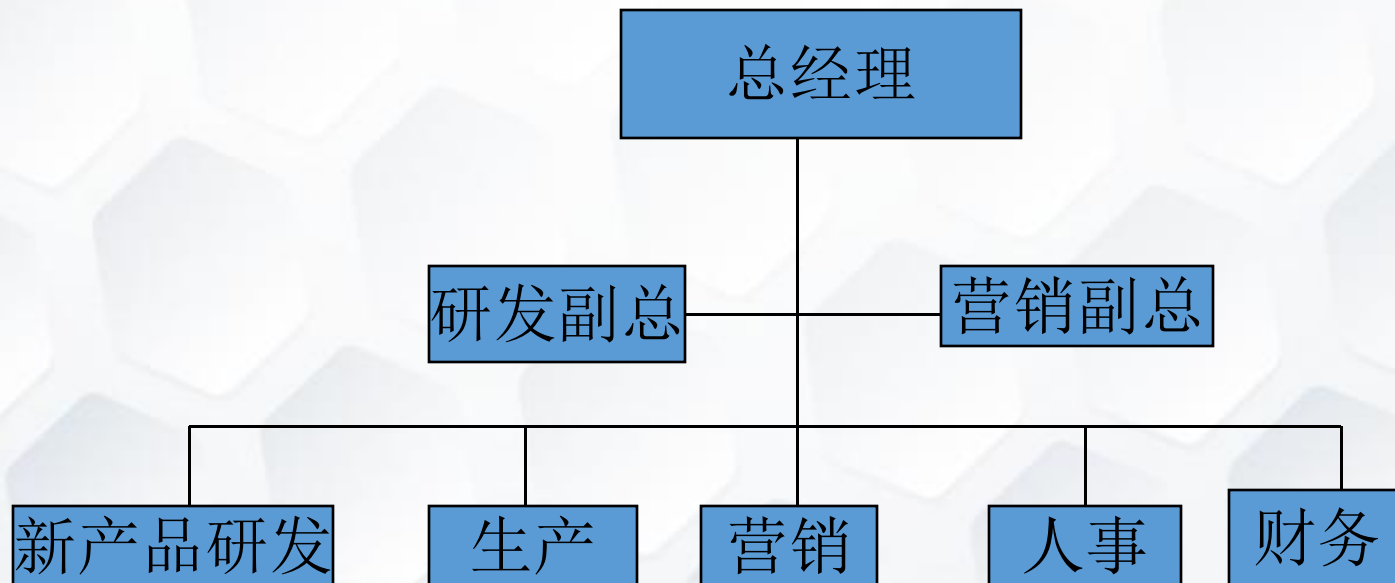 总经理
研发副总
营销副总
新产品研发
生产
营销
人事
财务